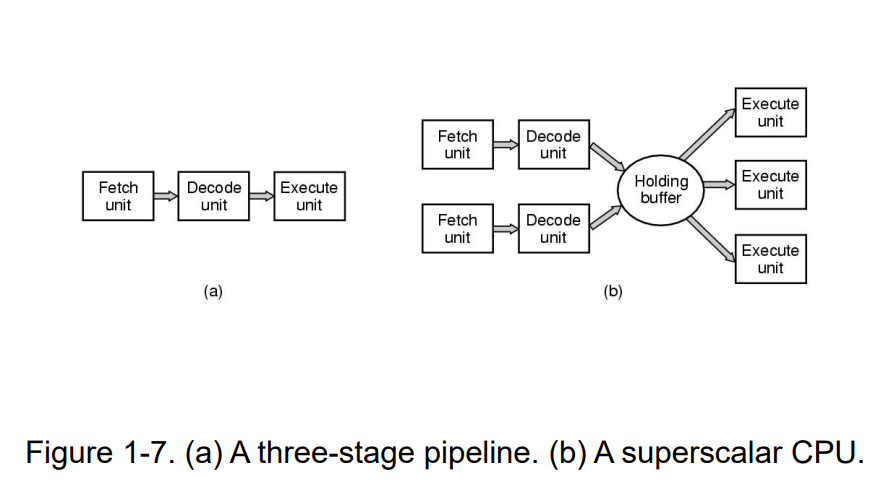 Fetch
unit
Decode
unit
Execute
unit
(a)
Fetch
unit
Decode
unit
Fetch
unit
Decode
unit
Holding
buffer
Execute
unit
Execute
unit
Execute
unit
(b)
Figure 1-7. (a) A three-stage pipeline. (b) A superscalar CPU.